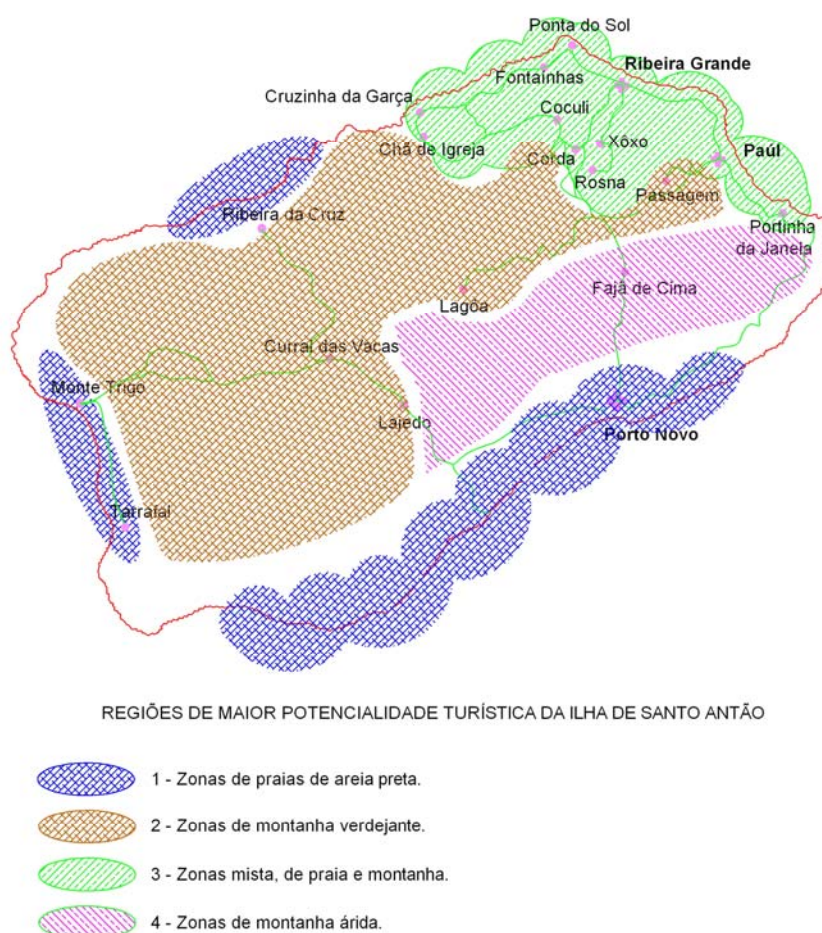 Ponta do Sol
Ribeira Grande
Fontaínhas
Cruzinha da Garça
Coculi
Chã de Igreja
Xôxo
Corda
Paúl
Rosna
Passagem
Ribeira da Cruz
Portinha
da Janela
Fajã de Cima
Lagôa
Curral das Vacas
Monte Trigo
Lajedo
Porto Novo
Tarrafal
REGIÕES DE MAIOR POTENCIALIDADE TURÍSTICA DA ILHA DE SANTO ANTÃO
1 - Zonas de praias de areia preta.
2 - Zonas de montanha verdejante.
3 - Zonas mista, de praia e montanha.
4 - Zonas de montanha árida.